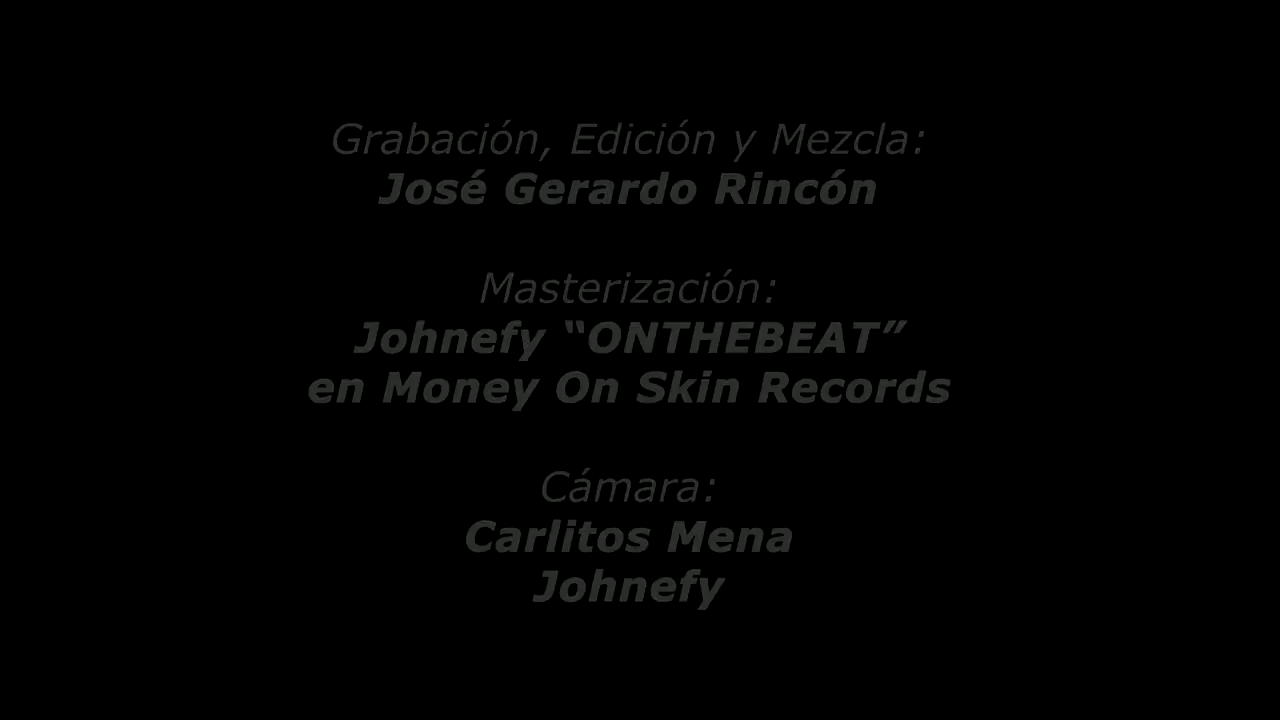 Grabación, Edición y Mezcla:
José Gerardo Rincón
Masterización:
Johnefy “ONTHEBEAT”
en Money On Skin Records
Cámara:
Carlitos Mena
Johnefy